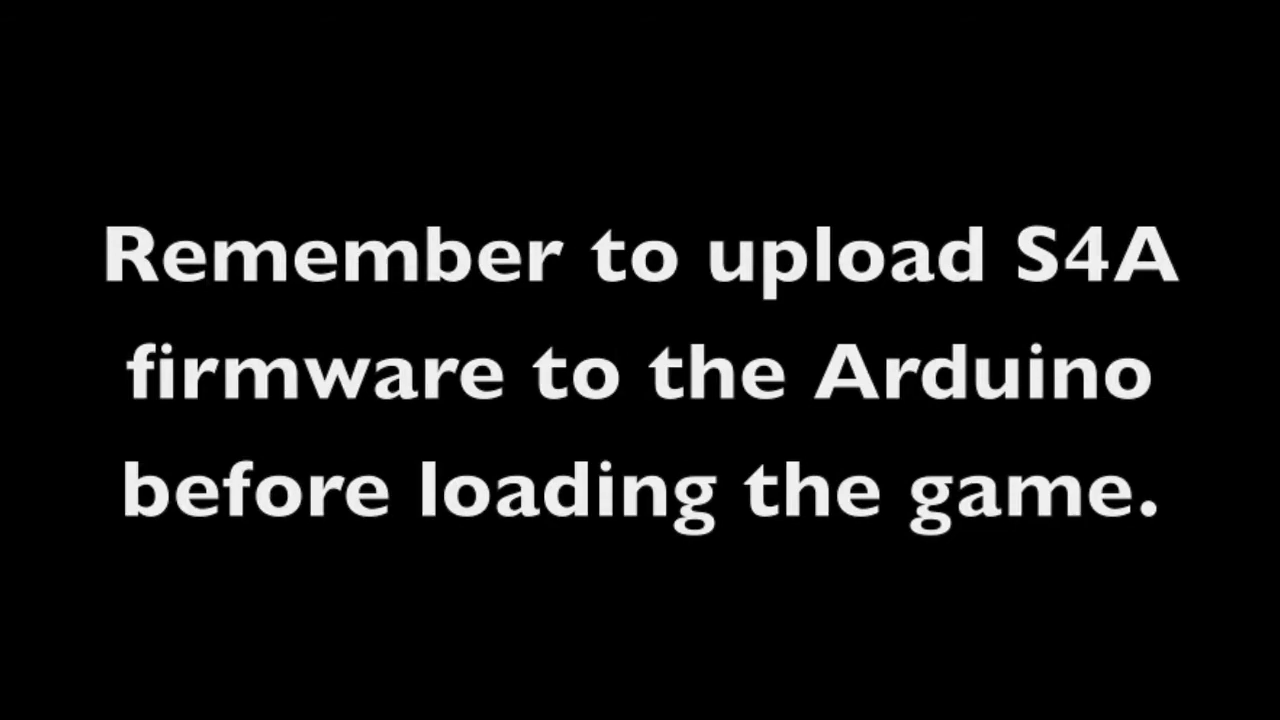 Remember to upload S4A
firmware to the Arduino
before loading the game.